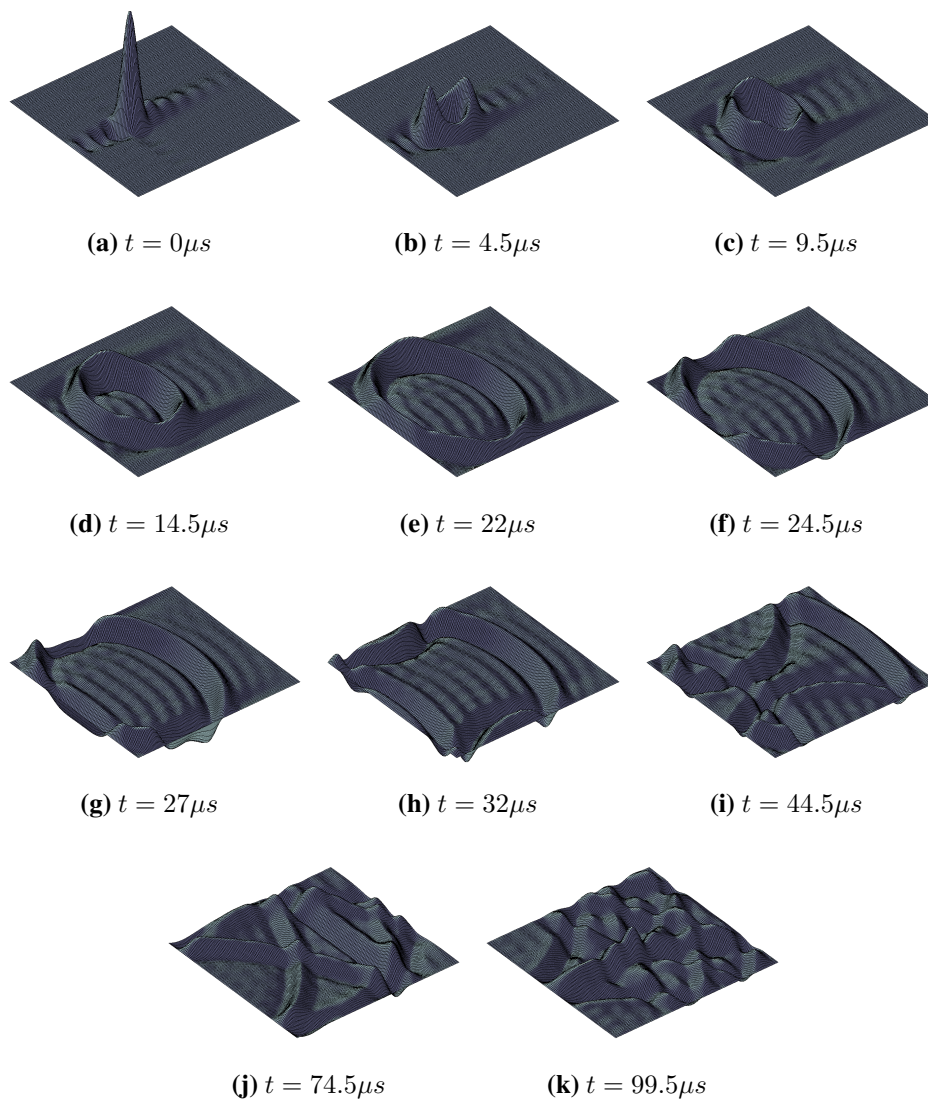 (a) t = 0μs
(b) t = 4.5μs
(c) t = 9.5μs
(d) t = 14.5μs
(e) t = 22μs
(f) t = 24.5μs
(g) t = 27μs
(h) t = 32μs
(i) t = 44.5μs
(j) t = 74.5μs
(k) t = 99.5μs